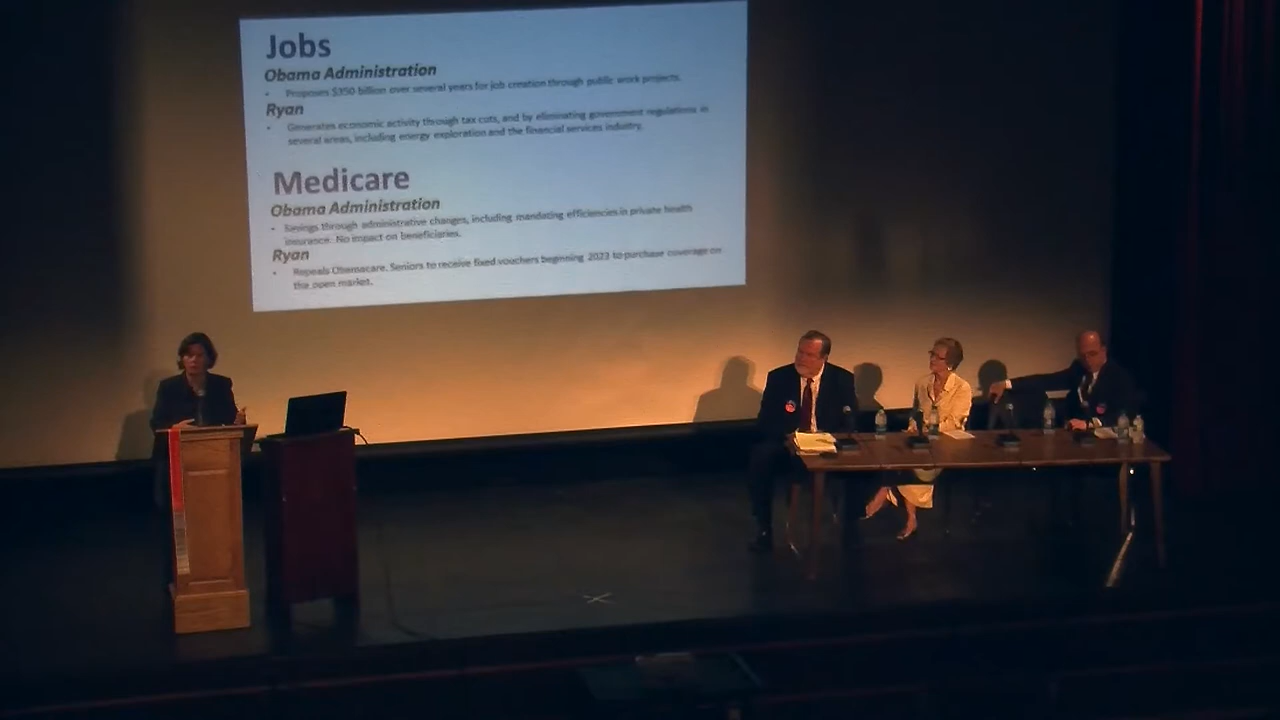 Jobs
Obama Administration
• Proposes $350 billion over several years for job creation through public work projects.
Ryan
• Generates economic activity through tax cuts, and by eliminating government regulations in
several areas, including energy exploration and the financial services industry.
Medicare
Obama Administration
• Savings through administrative changes, including mandating efficiencies in private health
insurance. No impact on beneficiaries.
Ryan
• Repeals Obamacare. Seniors to receive fixed vouchers beginning 2023 to purchase coverage on
the open market.